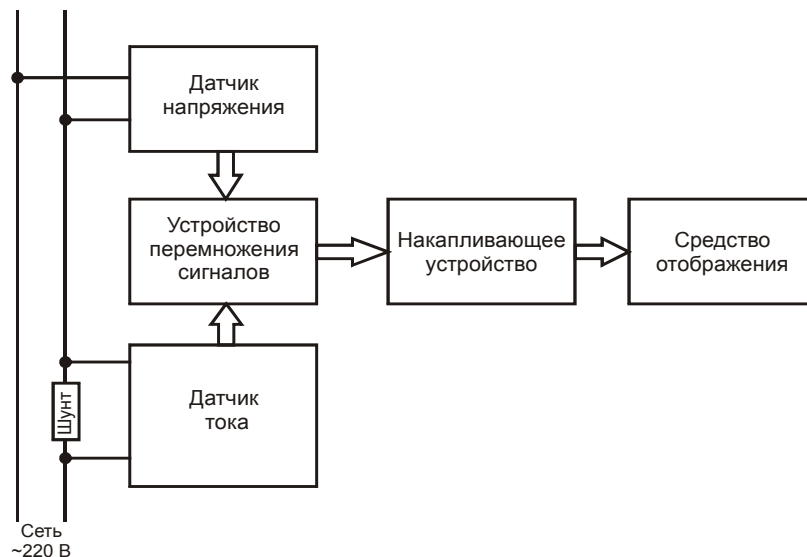 Датчик
напряжения
Устройство
перемножения
сигналов
Накапливающее
устройство
Средство
отображения
Датчик
тока
Шунт
Сеть
~220 В